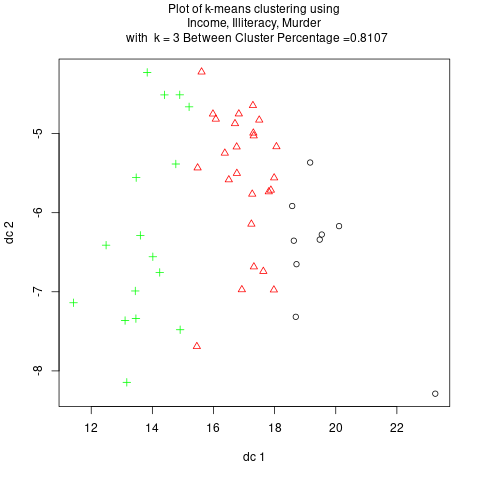 Plot of k-means clustering using
Income, Illiteracy, Murder
with  k = 3 Between Cluster Percentage =0.8107
-5
-6
-7
-8
dc 2
12 14 16 18 20 22
dc 1